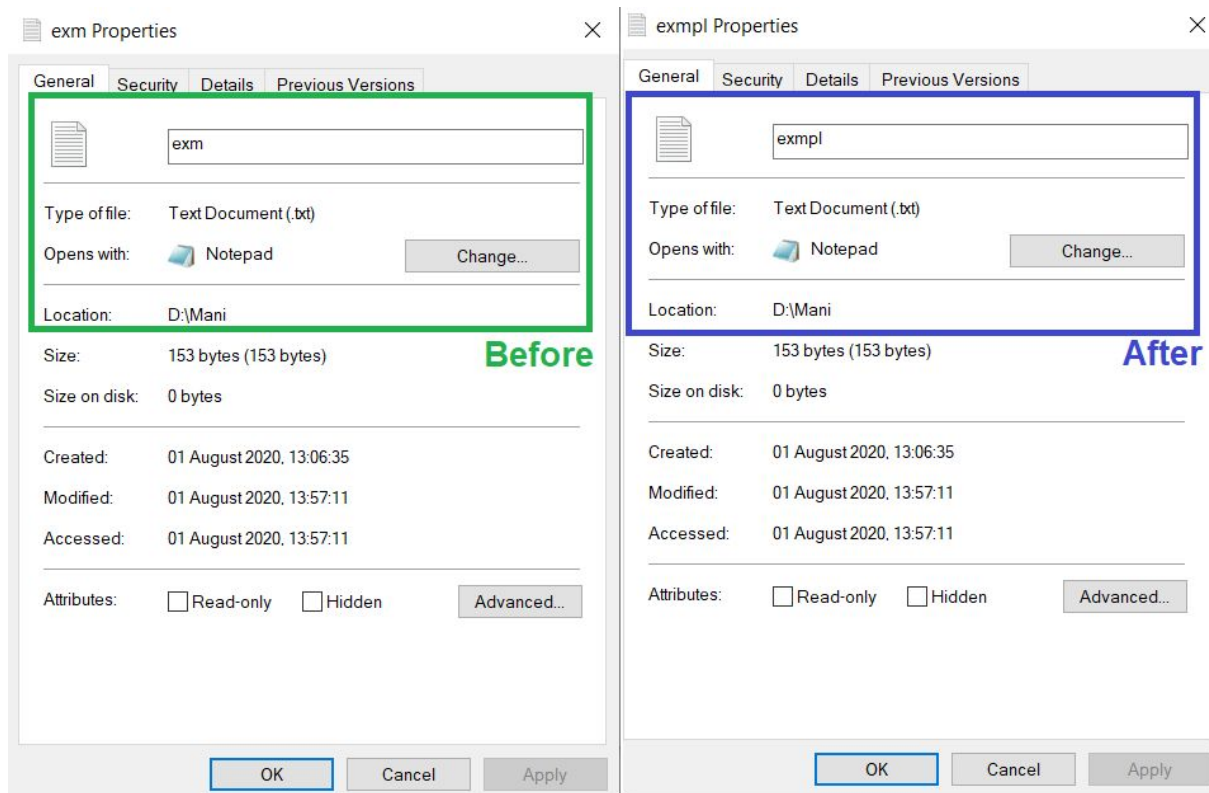 exm Properties
General Security Details Previous Versions
exm
Type of file: Text Document (.txt)
Opens with: Notepad Change...
Location: D:\Mani
Before
Size: 153 bytes (153 bytes)
Size on disk: 0 bytes
Created: 01 August 2020, 13:06:35
Modified: 01 August 2020, 13:57:11
Accessed: 01 August 2020, 13:57:11
Attributes: Read-only Hidden Advanced...
OK Cancel Apply
exmpl Properties
General Security Details Previous Versions
exmpl
Type of file: Text Document (.txt)
Opens with: Notepad Change...
Location: D:\Mani
After
Size: 153 bytes (153 bytes)
Size on disk: 0 bytes
Created: 01 August 2020, 13:06:35
Modified: 01 August 2020, 13:57:11
Accessed: 01 August 2020, 13:57:11
Attributes: Read-only Hidden Advanced...
OK Cancel Apply